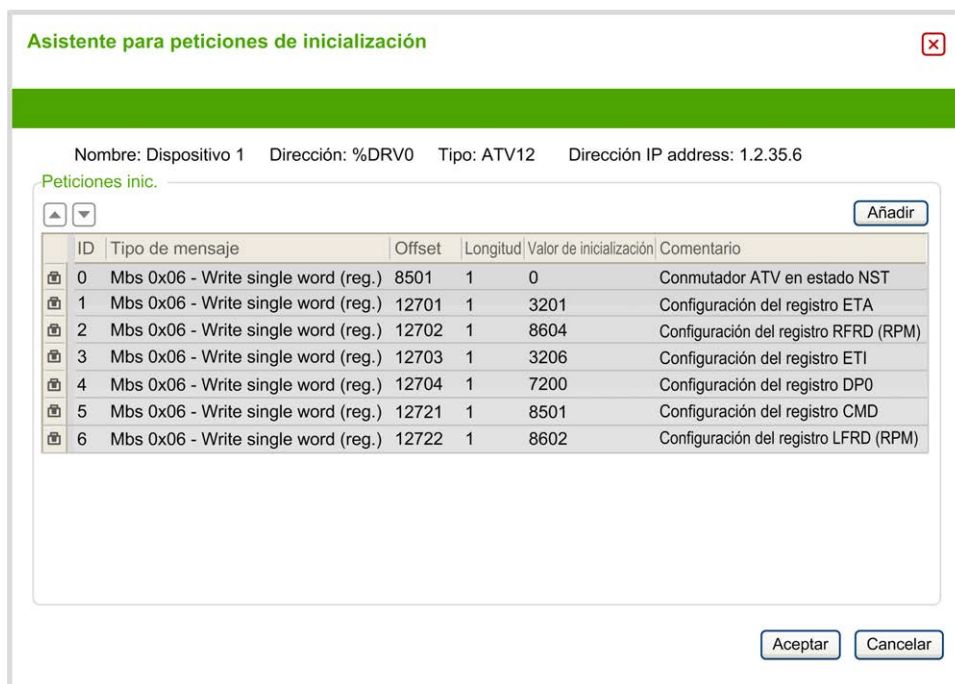 Asistente para peticiones de inicialización
Nombre: Dispositivo 1 Dirección: %DRV0 Tipo: ATV12 Dirección IP address: 1.2.35.6
Peticiones inic.
Añadir
ID Tipo de mensaje Offset Longitud Valor de inicialización Comentario
0 Mbs 0x06 - Write single word (reg.) 8501 1 0 Conmutador ATV en estado NST
1 Mbs 0x06 - Write single word (reg.) 12701 1 3201 Configuración del registro ETA
2 Mbs 0x06 - Write single word (reg.) 12702 1 8604 Configuración del registro RFRD (RPM)
3 Mbs 0x06 - Write single word (reg.) 12703 1 3206 Configuración del registro ETI
4 Mbs 0x06 - Write single word (reg.) 12704 1 7200 Configuración del registro DP0
5 Mbs 0x06 - Write single word (reg.) 12721 1 8501 Configuración del registro CMD
6 Mbs 0x06 - Write single word (reg.) 12722 1 8602 Configuración del registro LFRD (RPM)
Aceptar Cancelar